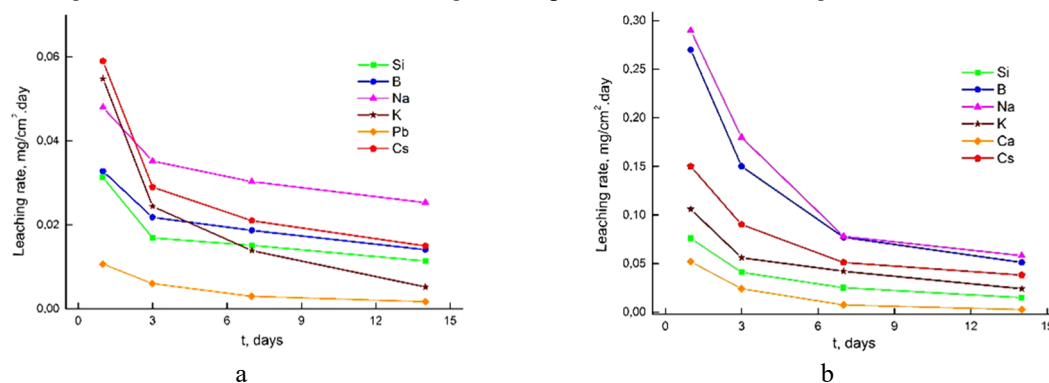 0,06
0,04
0,02
0,00
Leaching rate, mg/cm².day
0 3 6 9 12 15
t, days
Si
B
Na
K
Pb
Cs
a
0,30
0,25
0,20
0,15
0,10
0,05
0,00
Leaching rate, mg/cm².day
0 3 6 9 12 15
t, days
Si
B
Na
K
Ca
Cs
b